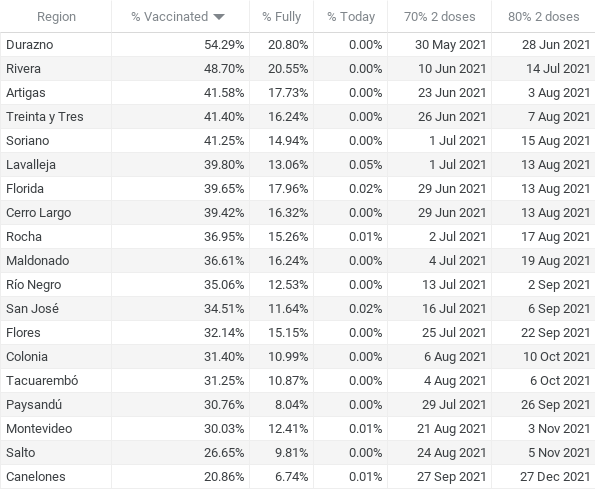 Region % Vaccinated % Fully % Today 70% 2 doses 80% 2 doses
Durazno 54.29% 20.80% 0.00% 30 May 2021 28 Jun 2021
Rivera 48.70% 20.55% 0.00% 10 Jun 2021 14 Jul 2021
Artigas 41.58% 17.73% 0.00% 23 Jun 2021 3 Aug 2021
Treinta y Tres 41.40% 16.24% 0.00% 26 Jun 2021 7 Aug 2021
Soriano 41.25% 14.94% 0.00% 1 Jul 2021 15 Aug 2021
Lavalleja 39.80% 13.06% 0.05% 1 Jul 2021 13 Aug 2021
Florida 39.65% 17.96% 0.02% 29 Jun 2021 13 Aug 2021
Cerro Largo 39.42% 16.32% 0.00% 29 Jun 2021 13 Aug 2021
Rocha 36.95% 15.26% 0.01% 2 Jul 2021 17 Aug 2021
Maldonado 36.61% 16.24% 0.00% 4 Jul 2021 19 Aug 2021
Río Negro 35.06% 12.53% 0.00% 13 Jul 2021 2 Sep 2021
San José 34.51% 11.64% 0.02% 16 Jul 2021 6 Sep 2021
Flores 32.14% 15.15% 0.00% 25 Jul 2021 22 Sep 2021
Colonia 31.40% 10.99% 0.00% 6 Aug 2021 10 Oct 2021
Tacuarembó 31.25% 10.87% 0.00% 4 Aug 2021 6 Oct 2021
Paysandú 30.76% 8.04% 0.00% 29 Jul 2021 26 Sep 2021
Montevideo 30.03% 12.41% 0.01% 21 Aug 2021 3 Nov 2021
Salto 26.65% 9.81% 0.00% 24 Aug 2021 5 Nov 2021
Canelones 20.86% 6.74% 0.01% 27 Sep 2021 27 Dec 2021